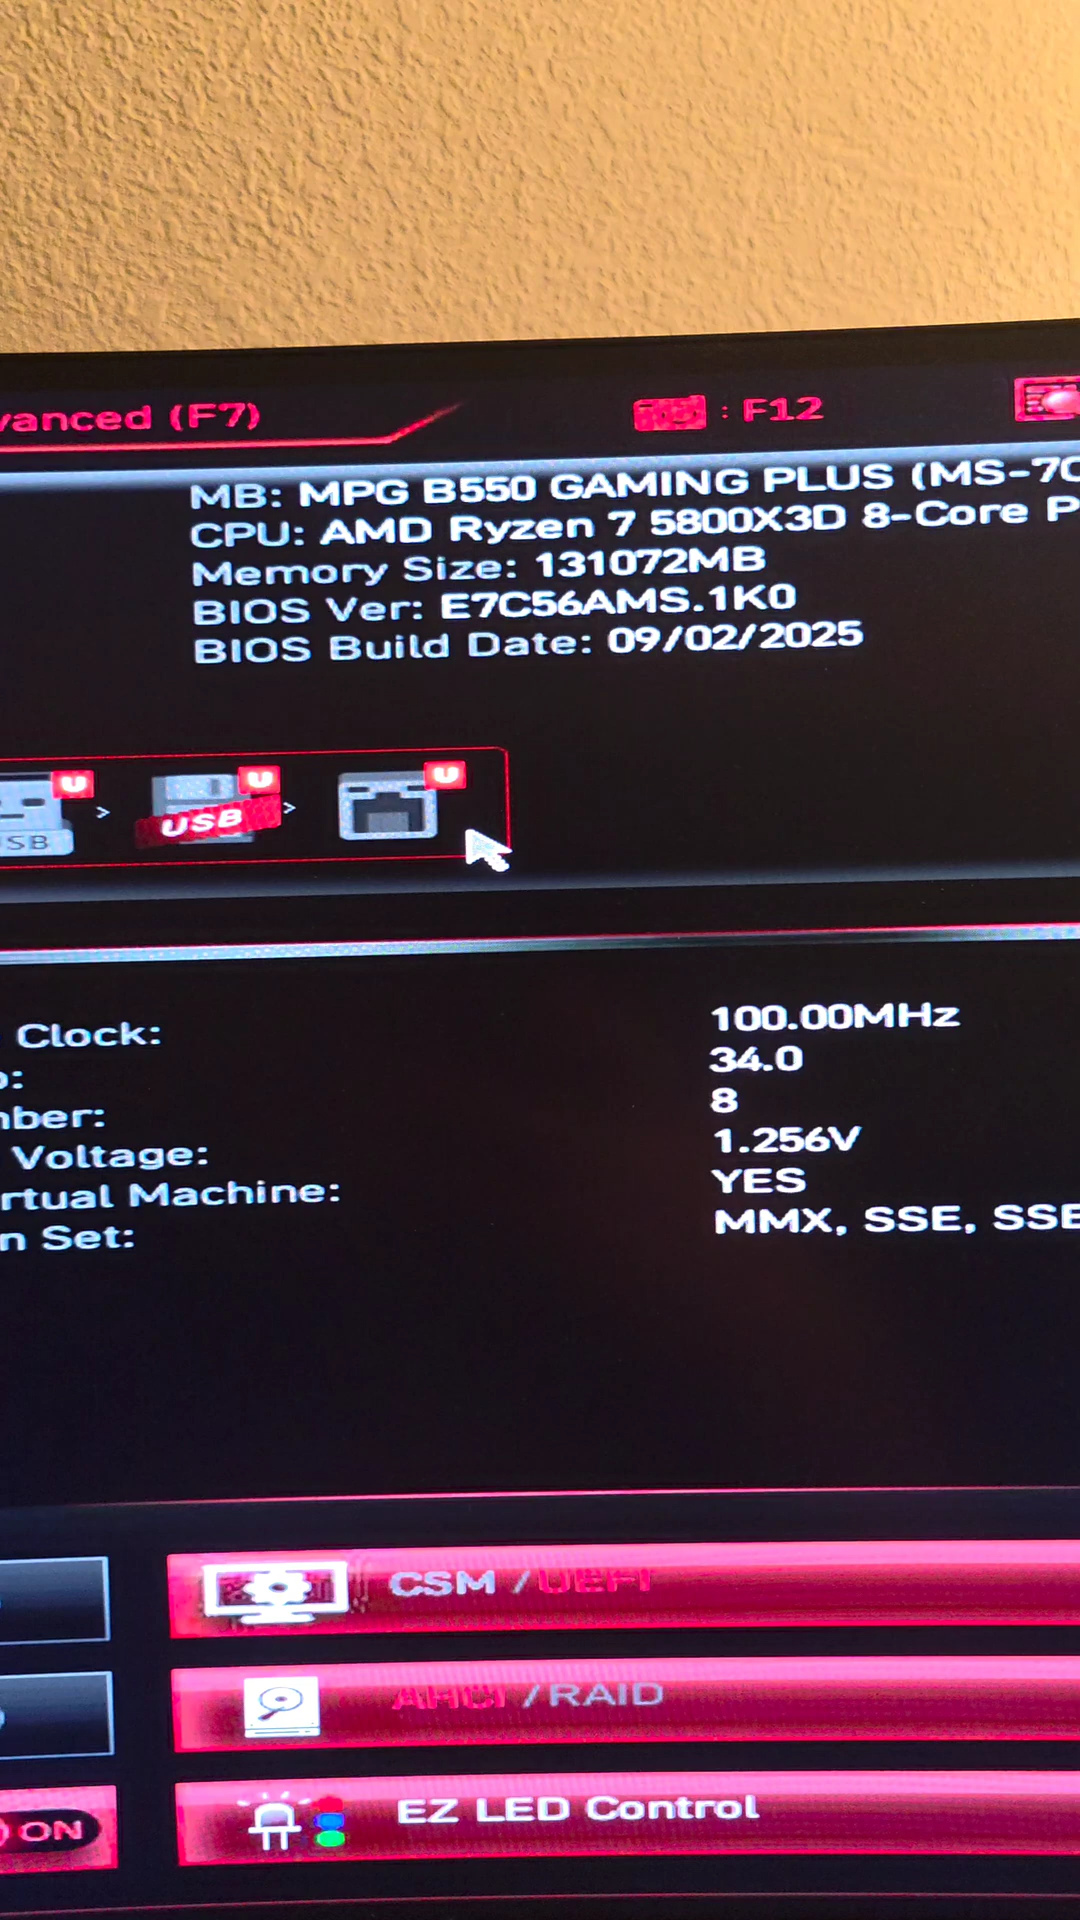 vanced (F7)
: F12
MB: MPG B550 GAMING PLUS (MS-7C
CPU: AMD Ryzen 7 5800X3D 8-Core P
Memory Size: 131072MB
BIOS Ver: E7C56AMS.1K0
BIOS Build Date: 09/02/2025
U > U > U
SB USB
Clock: 100.00MHz
o: 34.0
mber: 8
Voltage: 1.256V
rtual Machine: YES
n Set: MMX, SSE, SSE
CSM / UEFI
AHCI / RAID
ON
EZ LED Control